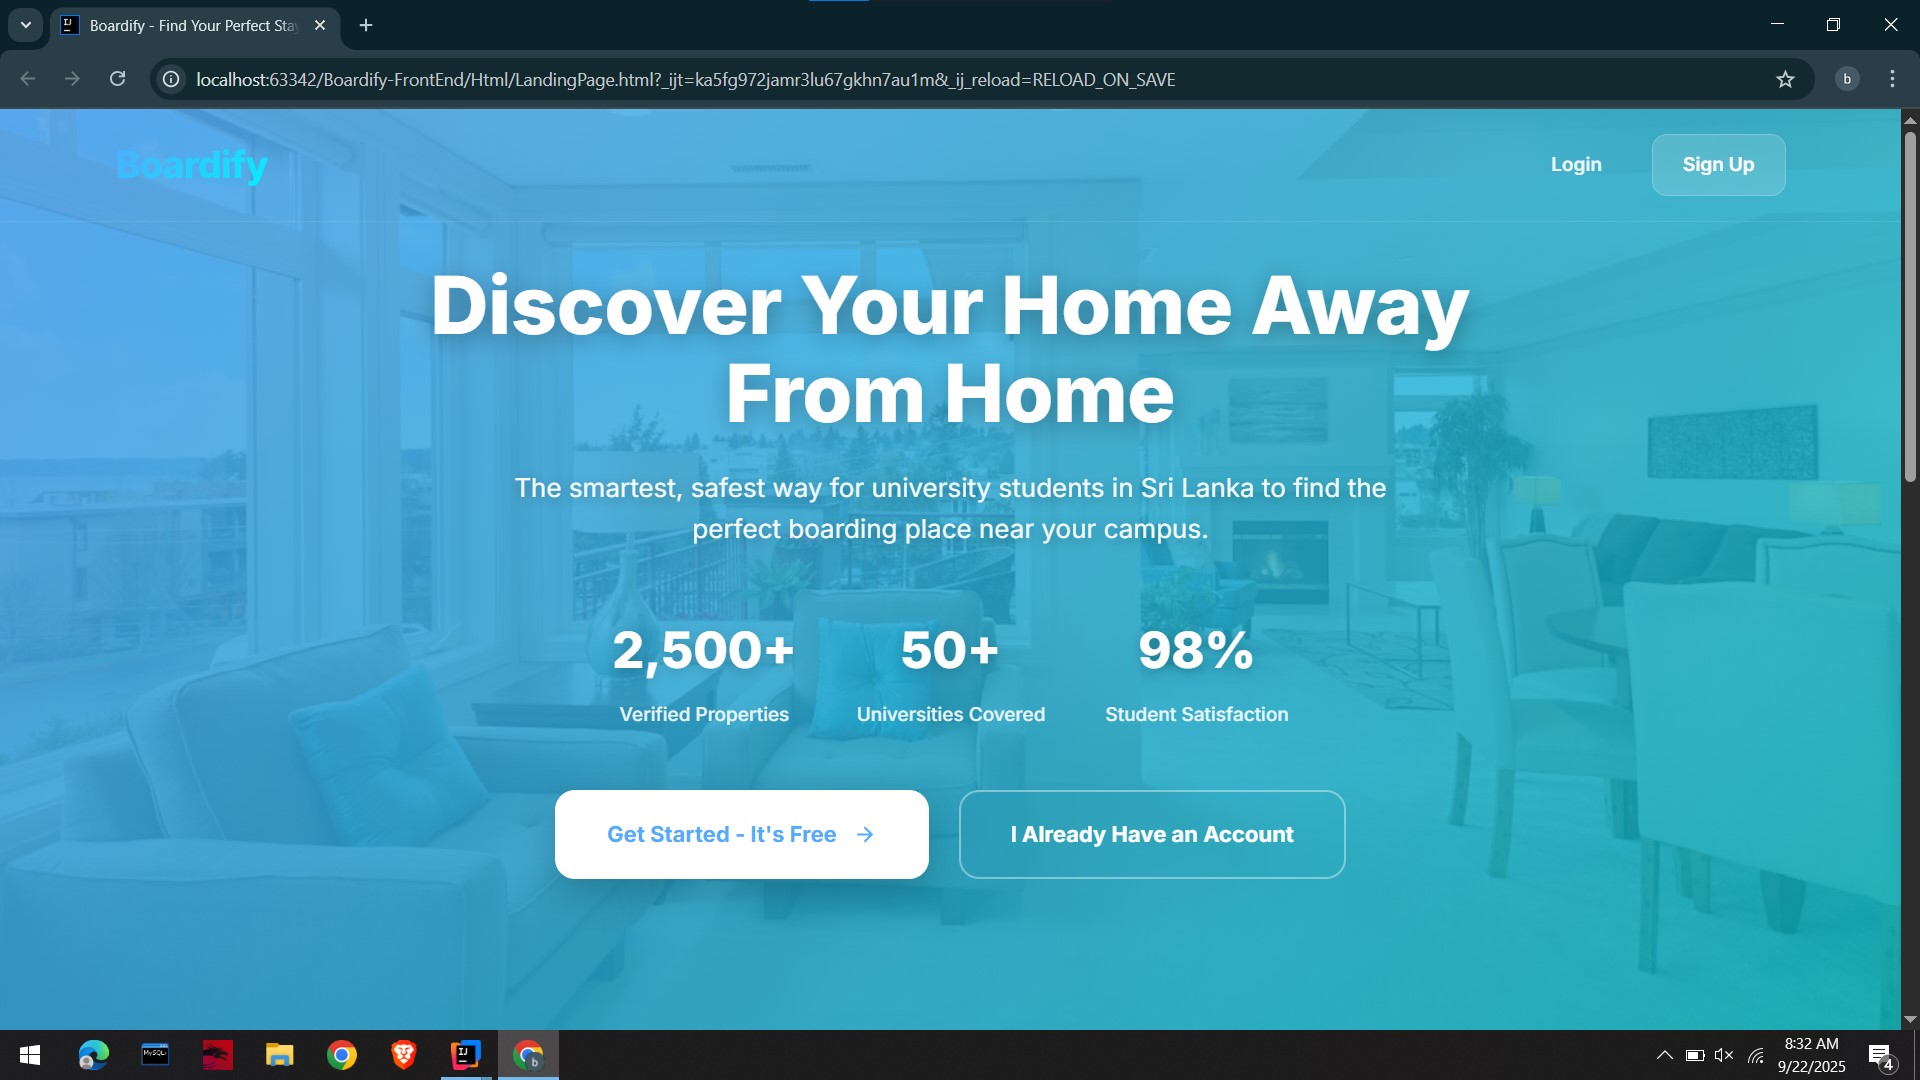 Boardify - Find Your Perfect Stay
localhost:63342/Boardify-FrontEnd/Html/LandingPage.html?_ijt=ka5fg972jamr3lu67gkhn7au1m&_ij_reload=RELOAD_ON_SAVE
b
Boardify
Login
Sign Up
Discover Your Home Away
From Home
The smartest, safest way for university students in Sri Lanka to find the
perfect boarding place near your campus.
2,500+
50+
98%
Verified Properties
Universities Covered
Student Satisfaction
Get Started - It's Free
I Already Have an Account
8:32 AM
9/22/2025
4